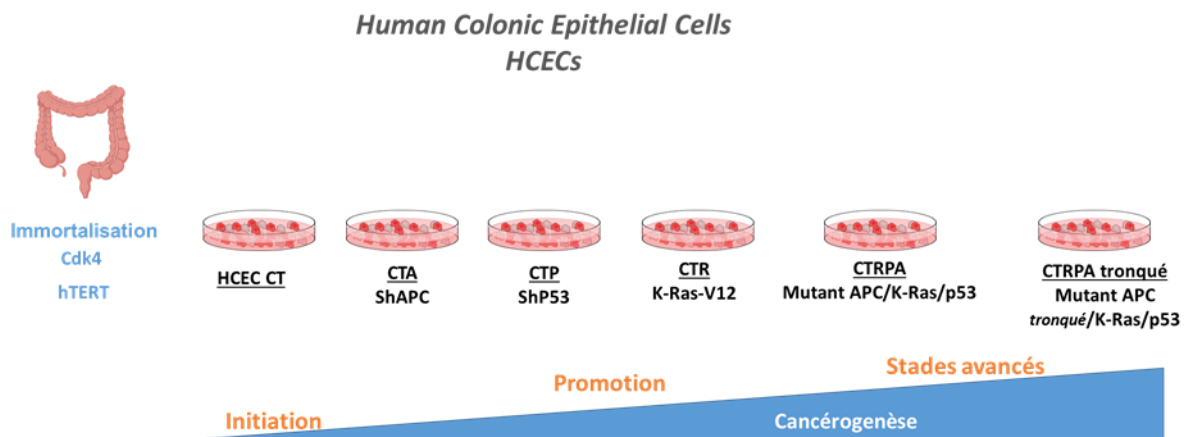 Human Colonic Epithelial Cells
HCECs
Immortalisation
Cdk4
hTERT
HCEC CT
CTA
ShAPC
CTP
ShP53
CTR
K-Ras-V12
CTRPA
Mutant APC/K-Ras/p53
CTRPA tronqué
Mutant APC
tronqué/K-Ras/p53
Initiation
Promotion
Stades avancés
Cancérogenèse